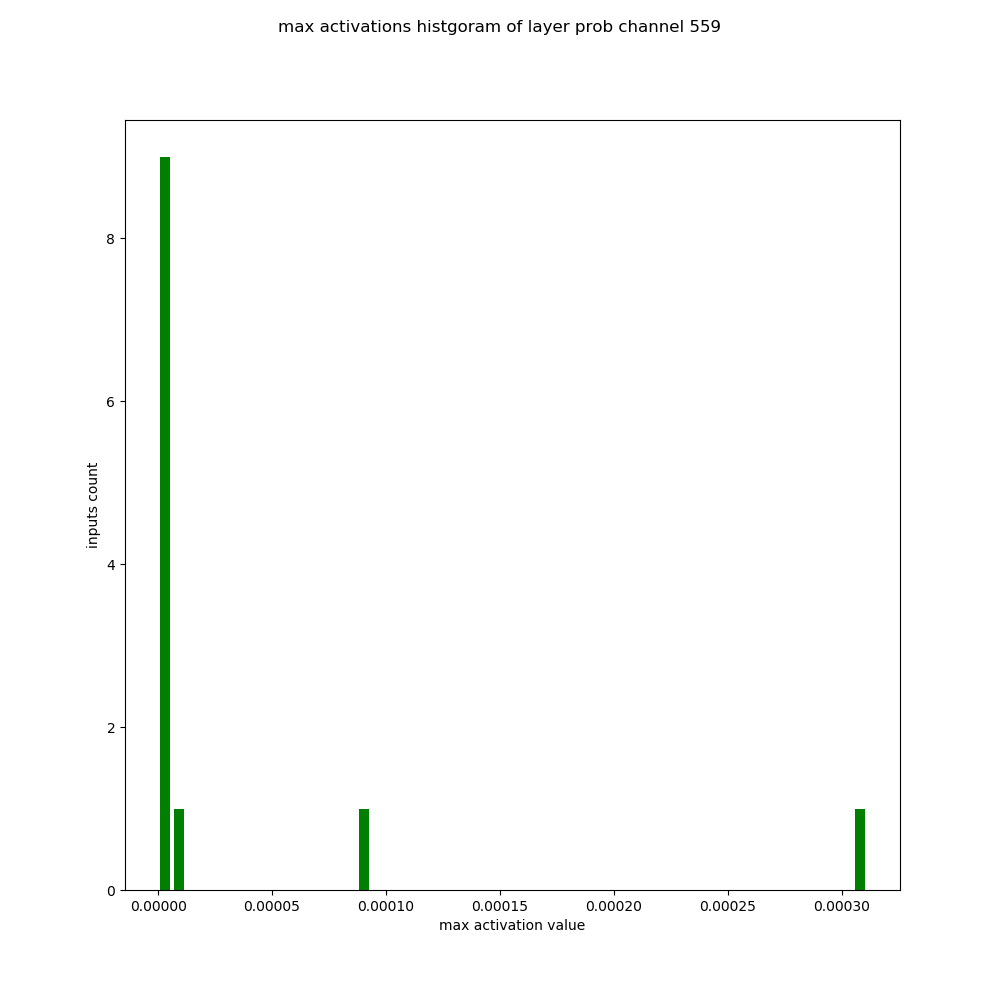 max activations histgoram of layer prob channel 559
8
6
4
2
0
inputs count
0.00000 0.00005 0.00010 0.00015 0.00020 0.00025 0.00030
max activation value